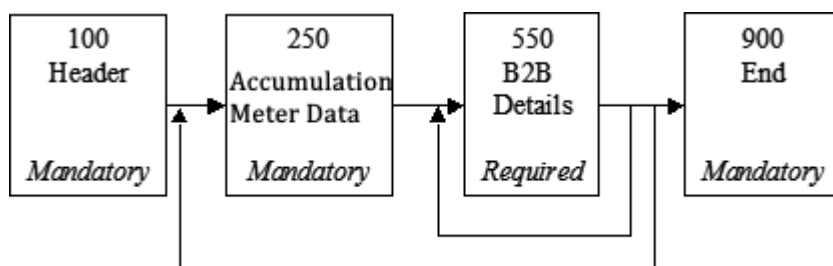 100
Header
Mandatory
250
Accumulation
Meter Data
Mandatory
550
B2B
Details
Required
900
End
Mandatory